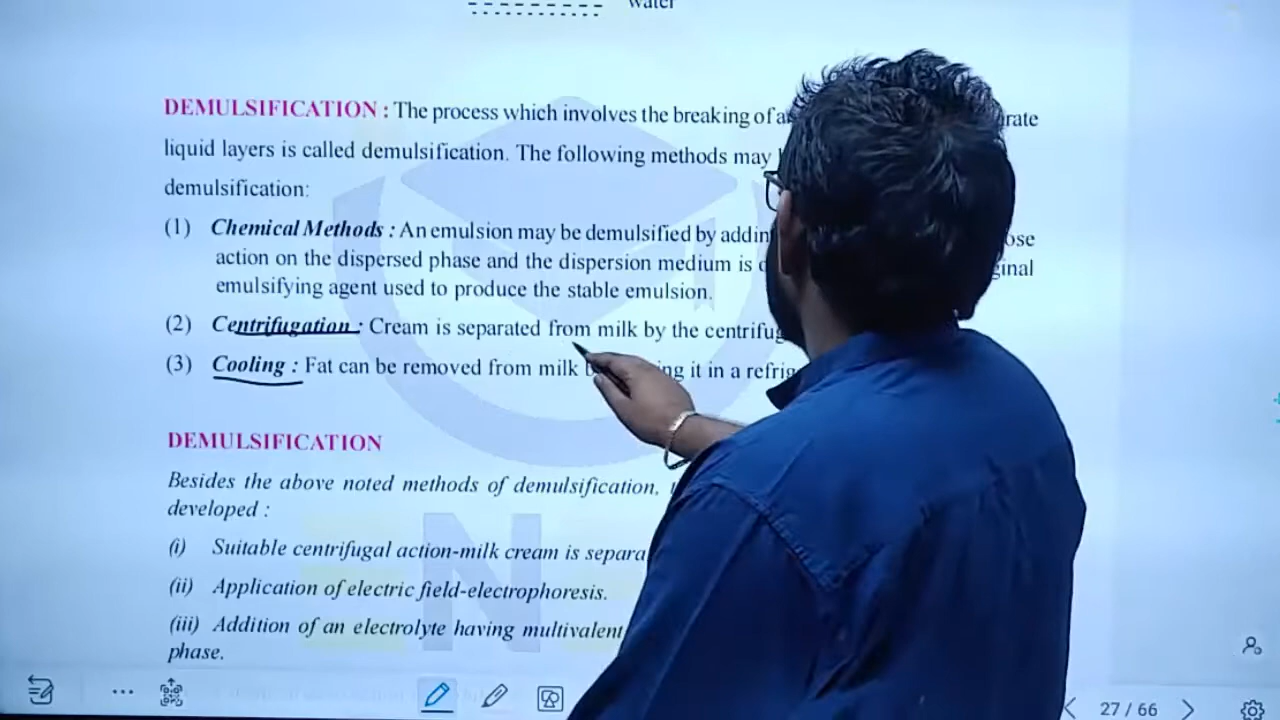 water
DEMULSIFICATION : The process which involves the breaking of a
liquid layers is called demulsification. The following methods may
demulsification:
(1) Chemical Methods : An emulsion may be demulsified by addin
action on the dispersed phase and the dispersion medium is
emulsifying agent used to produce the stable emulsion.
(2) Centrifugation : Cream is separated from milk by the centrifug
(3) Cooling : Fat can be removed from milk it in a refrig
DEMULSIFICATION
Besides the above noted methods of demulsification,
developed :
(i) Suitable centrifugal action-milk cream is separa
(ii) Application of electric field-electrophoresis.
(iii) Addition of an electrolyte having multivalent
phase.
N
27 / 66